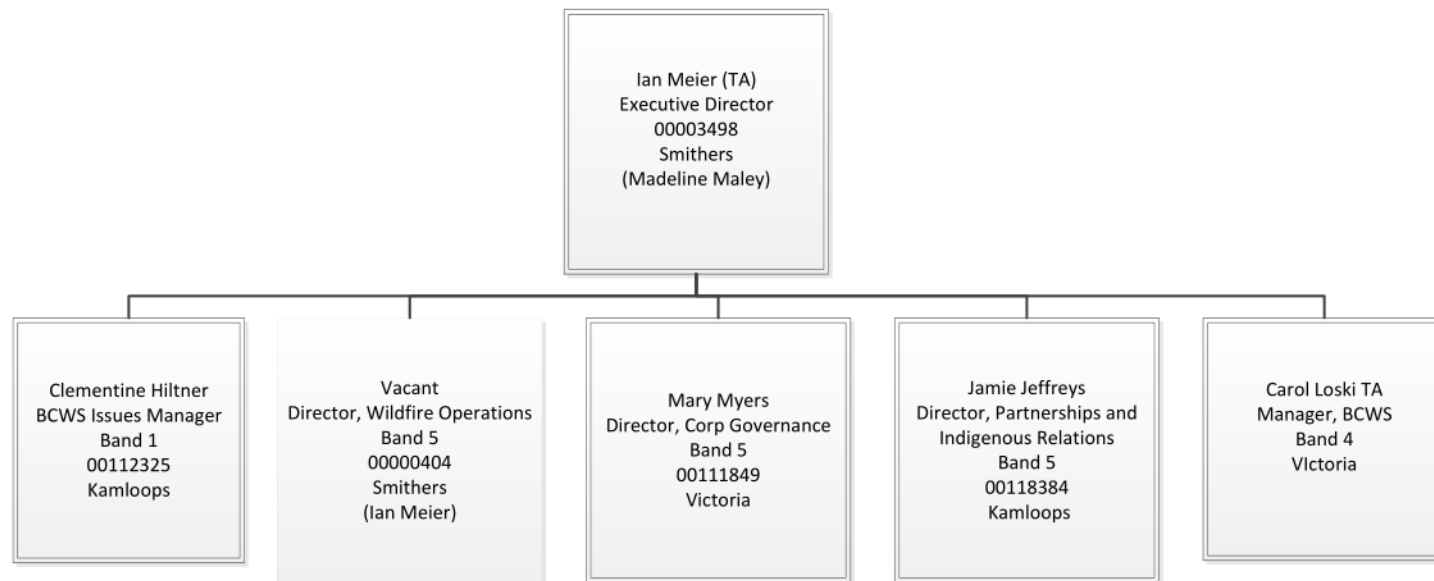 Ian Meier (TA)
Executive Director
00003498
Smithers
(Madeline Maley)
Clementine Hiltner
BCWS Issues Manager
Band 1
00112325
Kamloops
Vacant
Director, Wildfire Operations
Band 5
00000404
Smithers
(Ian Meier)
Mary Myers
Director, Corp Governance
Band 5
00111849
Victoria
Jamie Jeffreys
Director, Partnerships and
Indigenous Relations
Band 5
00118384
Kamloops
Carol Loski TA
Manager, BCWS
Band 4
VIctoria